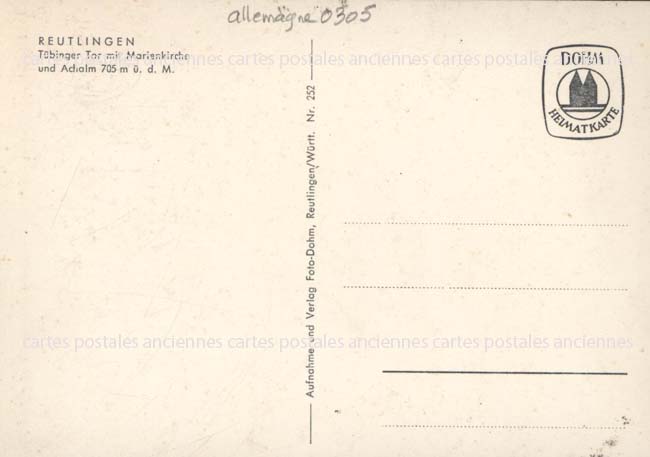 allemagne 0305
REUTLINGEN
Tübinger Tor mit Marienkirche
und Achalm 705 m ü. d. M.
cartes postales anciennes cartes postales anciennes cartes postales anciennes
Aufnahme und Verlag Foto-Dohm, Reutlingen/Württ. Nr. 252
DOHM
HEIMATKARTE
cartes postales anciennes cartes postales anciennes cartes postales anciennes